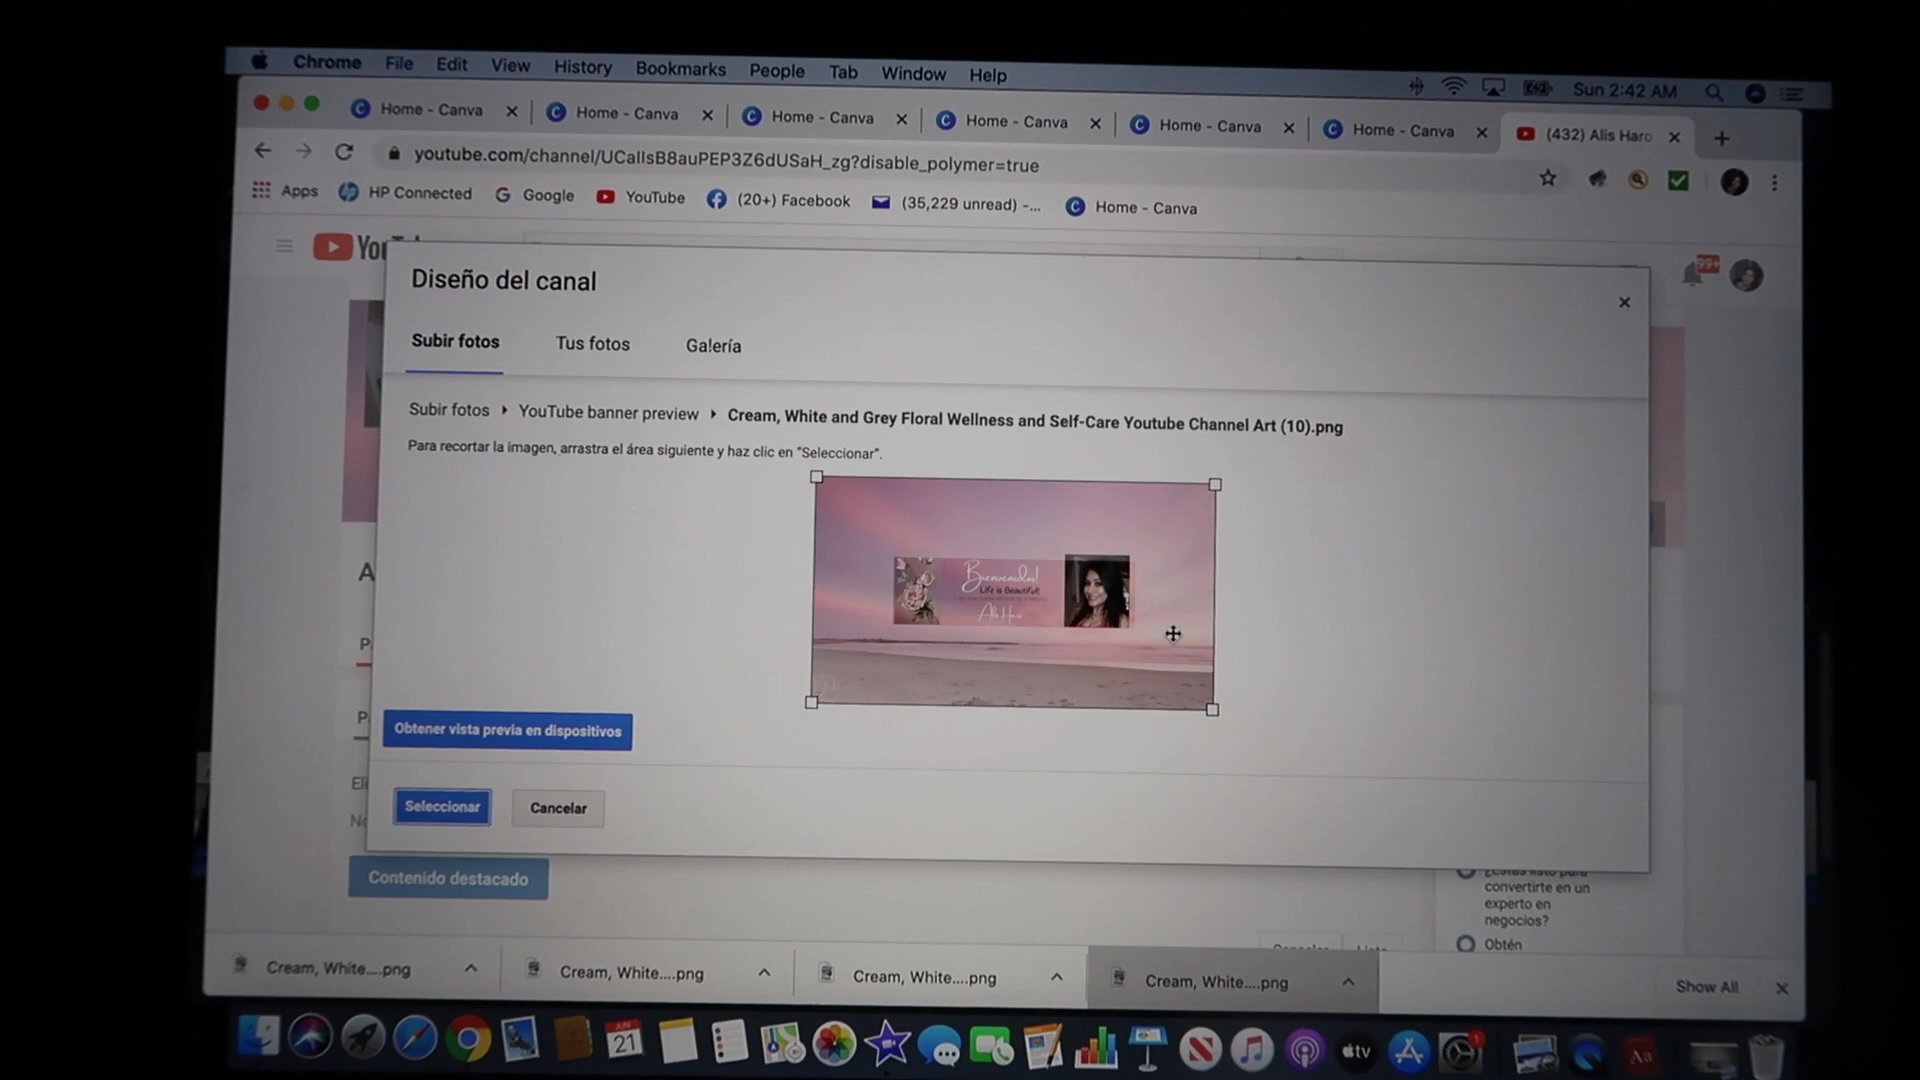 Chrome File Edit View History Bookmarks People Tab Window Help
Sun 2:42 AM
Home - Canva
Home - Canva
Home - Canva
Home - Canva
Home - Canva
Home - Canva
(432) Alis Haro
youtube.com/channel/UCallsB8auPEP3Z6dUSaH_zg?disable_polymer=true
Apps HP Connected Google YouTube (20+) Facebook (35,229 unread) -... Home - Canva
99+
Diseño del canal
Subir fotos Tus fotos Galería
Subir fotos YouTube banner preview Cream, White and Grey Floral Wellness and Self-Care Youtube Channel Art (10).png
Para recortar la imagen, arrastra el área siguiente y haz clic en "Seleccionar".
Bienvenidos!
Life is Beautiful!
Obtener vista previa en dispositivos
Seleccionar Cancelar
Contenido destacado
convertirte en un
experto en
negocios?
Obtén
Cream, White....png
Cream, White....png
Cream, White....png
Cream, White....png
Show All
JUN
21
tv
Aa